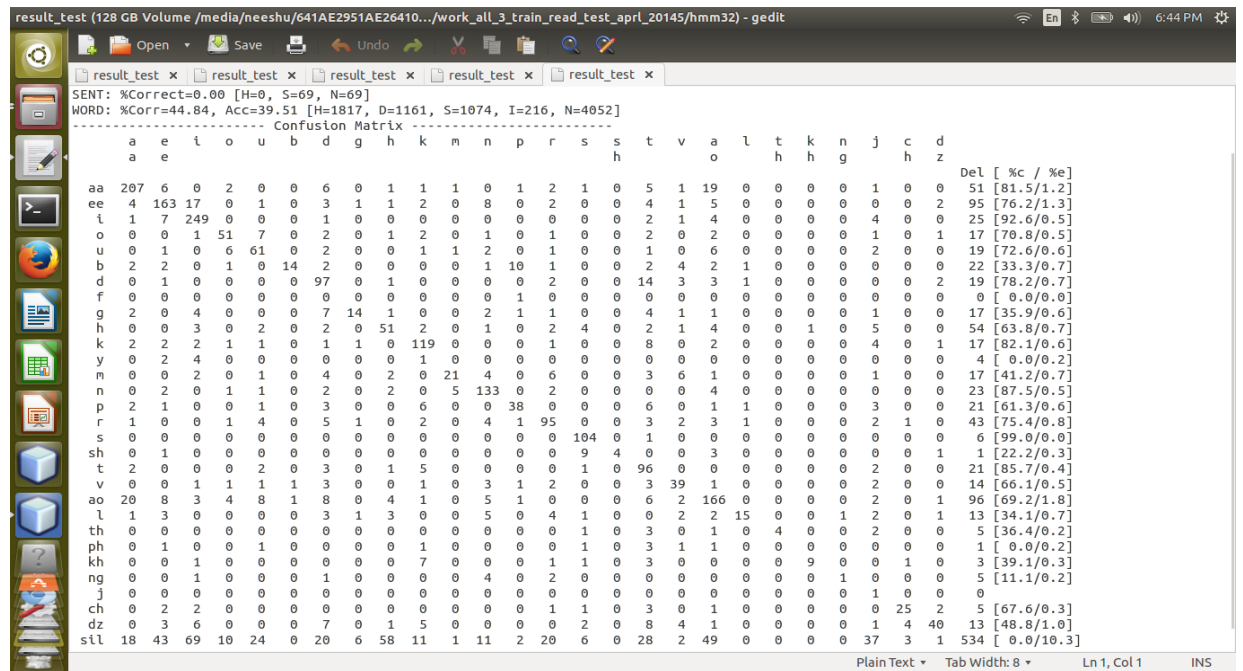 result_test (128 GB Volume /media/neeshu/641AE2951AE26410.../work_all_3_train_read_test_aprl_20145/hmm32) - gedit En 6:44 PM
Open Save Undo
result_test × result_test × result_test × result_test × result_test ×
SENT: %Correct=0.00 [H=0, S=69, N=69]
WORD: %Corr=44.84, Acc=39.51 [H=1817, D=1161, S=1074, I=216, N=4052]
------------------------ Confusion Matrix -------------------------
a e i o u b d g h k m n p r s s t v a l t k n j c d
a e h o h h g h z
Del [ %c / %e]
aa 207 6 0 2 0 0 6 0 1 1 1 0 1 2 1 0 5 1 19 0 0 0 0 1 0 0 51 [81.5/1.2]
ee 4 163 17 0 1 0 3 1 1 2 0 8 0 2 0 0 4 1 5 0 0 0 0 0 0 2 95 [76.2/1.3]
i 1 7 249 0 0 0 1 0 0 0 0 0 0 0 0 0 2 1 4 0 0 0 0 4 0 0 25 [92.6/0.5]
o 0 0 1 51 7 0 2 0 1 2 0 1 0 1 0 0 2 0 2 0 0 0 0 1 0 1 17 [70.8/0.5]
u 0 1 0 6 61 0 2 0 0 1 1 2 0 1 0 0 1 0 6 0 0 0 0 2 0 0 19 [72.6/0.6]
b 2 2 0 1 0 14 2 0 0 0 0 1 10 1 0 0 2 4 2 1 0 0 0 0 0 0 22 [33.3/0.7]
d 0 1 0 0 0 0 97 0 1 0 0 0 0 2 0 0 14 3 3 1 0 0 0 0 0 2 19 [78.2/0.7]
f 0 0 0 0 0 0 0 0 0 0 0 0 1 0 0 0 0 0 0 0 0 0 0 0 0 0 0 [ 0.0/0.0]
g 2 0 4 0 0 0 7 14 1 0 0 2 1 1 0 0 4 1 1 0 0 0 0 1 0 0 17 [35.9/0.6]
h 0 0 3 0 2 0 2 0 51 2 0 1 0 2 4 0 2 1 4 0 0 1 0 5 0 0 54 [63.8/0.7]
k 2 2 2 1 1 0 1 1 0 119 0 0 0 1 0 0 8 0 2 0 0 0 0 4 0 1 17 [82.1/0.6]
y 0 2 4 0 0 0 0 0 0 1 0 0 0 0 0 0 0 0 0 0 0 0 0 0 0 0 4 [ 0.0/0.2]
m 0 0 2 0 1 0 4 0 2 0 21 4 0 6 0 0 3 6 1 0 0 0 0 1 0 0 17 [41.2/0.7]
n 0 2 0 1 1 0 2 0 2 0 5 133 0 2 0 0 0 0 4 0 0 0 0 0 0 0 23 [87.5/0.5]
p 2 1 0 0 1 0 3 0 0 6 0 0 38 0 0 0 6 0 1 1 0 0 0 3 0 0 21 [61.3/0.6]
r 1 0 0 1 4 0 5 1 0 2 0 4 1 95 0 0 3 2 3 1 0 0 0 2 1 0 43 [75.4/0.8]
s 0 0 0 0 0 0 0 0 0 0 0 0 0 0 104 0 1 0 0 0 0 0 0 0 0 0 6 [99.0/0.0]
sh 0 1 0 0 0 0 0 0 0 0 0 0 0 0 9 4 0 0 3 0 0 0 0 0 0 1 1 [22.2/0.3]
t 2 0 0 0 2 0 3 0 1 5 0 0 0 0 1 0 96 0 0 0 0 0 0 2 0 0 21 [85.7/0.4]
v 0 0 1 1 1 1 3 0 0 1 0 3 1 2 0 0 3 39 1 0 0 0 0 2 0 0 14 [66.1/0.5]
ao 20 8 3 4 8 1 8 0 4 1 0 5 1 0 0 0 6 2 166 0 0 0 0 2 0 1 96 [69.2/1.8]
l 1 3 0 0 0 0 3 1 3 0 0 5 0 4 1 0 0 2 2 15 0 0 1 2 0 1 13 [34.1/0.7]
th 0 0 0 0 0 0 0 0 0 0 0 0 0 0 1 0 3 0 1 0 4 0 0 2 0 0 5 [36.4/0.2]
ph 0 1 0 0 1 0 0 0 0 1 0 0 0 0 1 0 3 1 1 0 0 0 0 0 0 0 1 [ 0.0/0.2]
kh 0 0 1 0 0 0 0 0 0 7 0 0 0 1 1 0 3 0 0 0 0 9 0 0 1 0 3 [39.1/0.3]
ng 0 0 1 0 0 0 1 0 0 0 0 4 0 2 0 0 0 0 0 0 0 0 1 0 0 0 5 [11.1/0.2]
j 0 0 0 0 0 0 0 0 0 0 0 0 0 0 0 0 0 0 0 0 0 0 0 1 0 0 0
ch 0 2 2 0 0 0 0 0 0 0 0 0 0 1 1 0 3 0 1 0 0 0 0 0 25 2 5 [67.6/0.3]
dz 0 3 6 0 0 0 7 0 1 5 0 0 0 0 2 0 8 4 1 0 0 0 0 1 4 40 13 [48.8/1.0]
sil 18 43 69 10 24 0 20 6 58 11 1 11 2 20 6 0 28 2 49 0 0 0 0 37 3 1 534 [ 0.0/10.3]
Plain Text Tab Width: 8 Ln 1, Col 1 INS